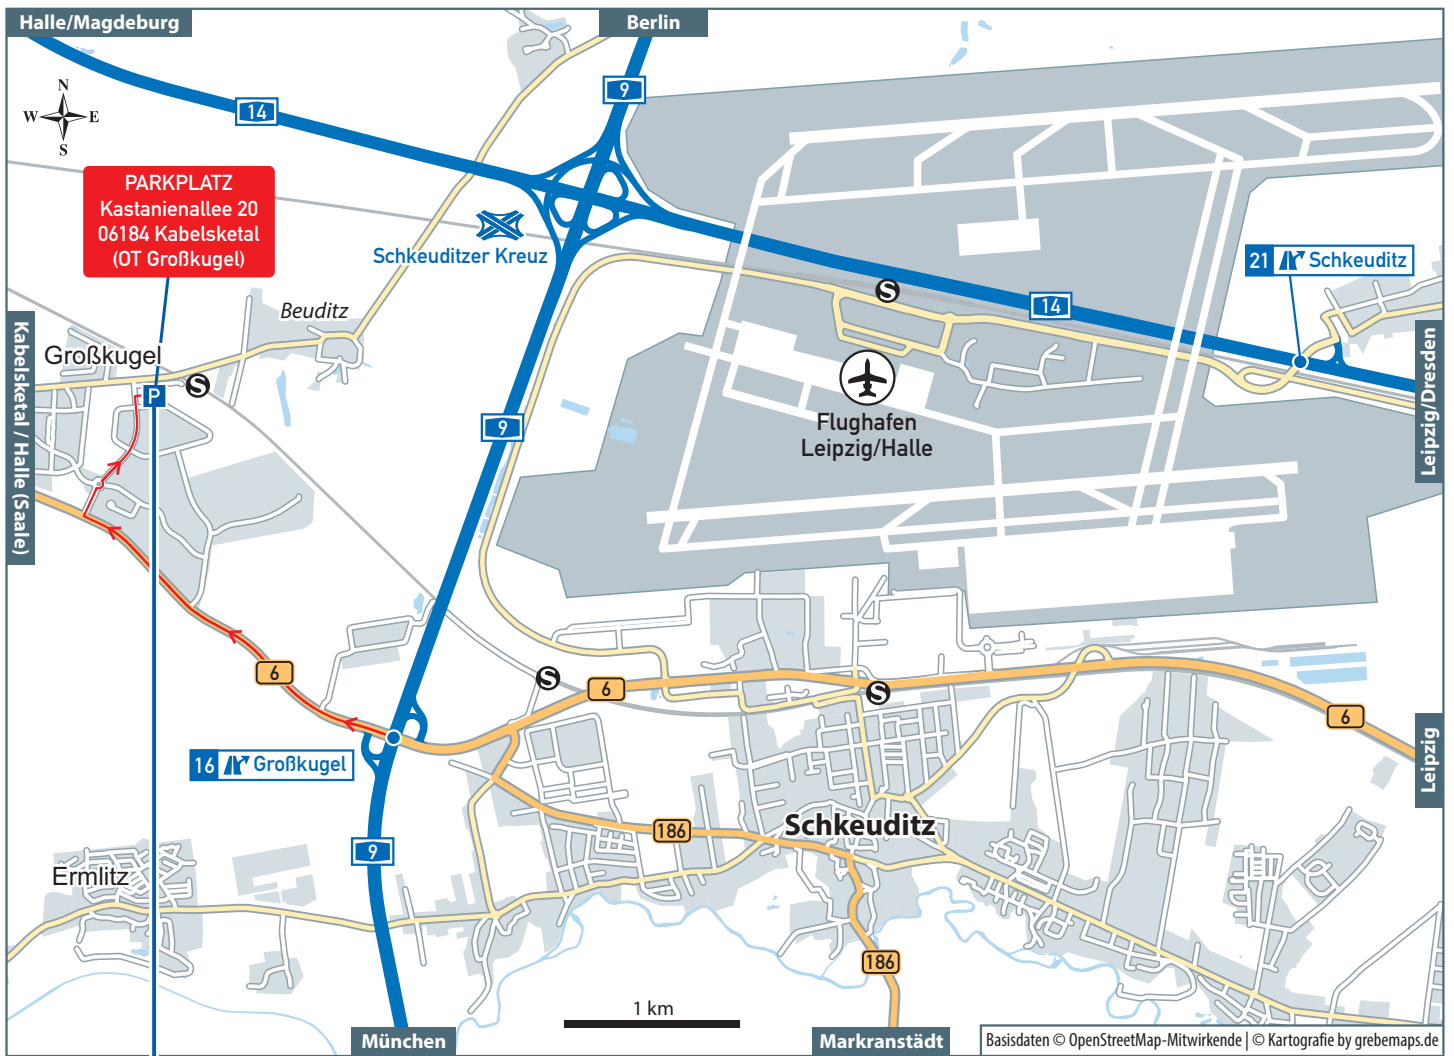 Halle/Magdeburg
Berlin
9
14
N
W E
S
PARKPLATZ
Kastanienallee 20
06184 Kabelsketal
(OT Großkugel)
Schkeuditzer Kreuz
21 Schkeuditz
S
14
Beuditz
Großkugel
Kabelsketal / Halle (Saale)
Leipzig/Dresden
S
P
Flughafen
Leipzig/Halle
9
6
S
6
S
6
16 Großkugel
Leipzig
186
Schkeuditz
9
Ermlitz
186
1 km
München
Markranstädt
Basisdaten © OpenStreetMap-Mitwirkende | © Kartografie by grebemaps.de